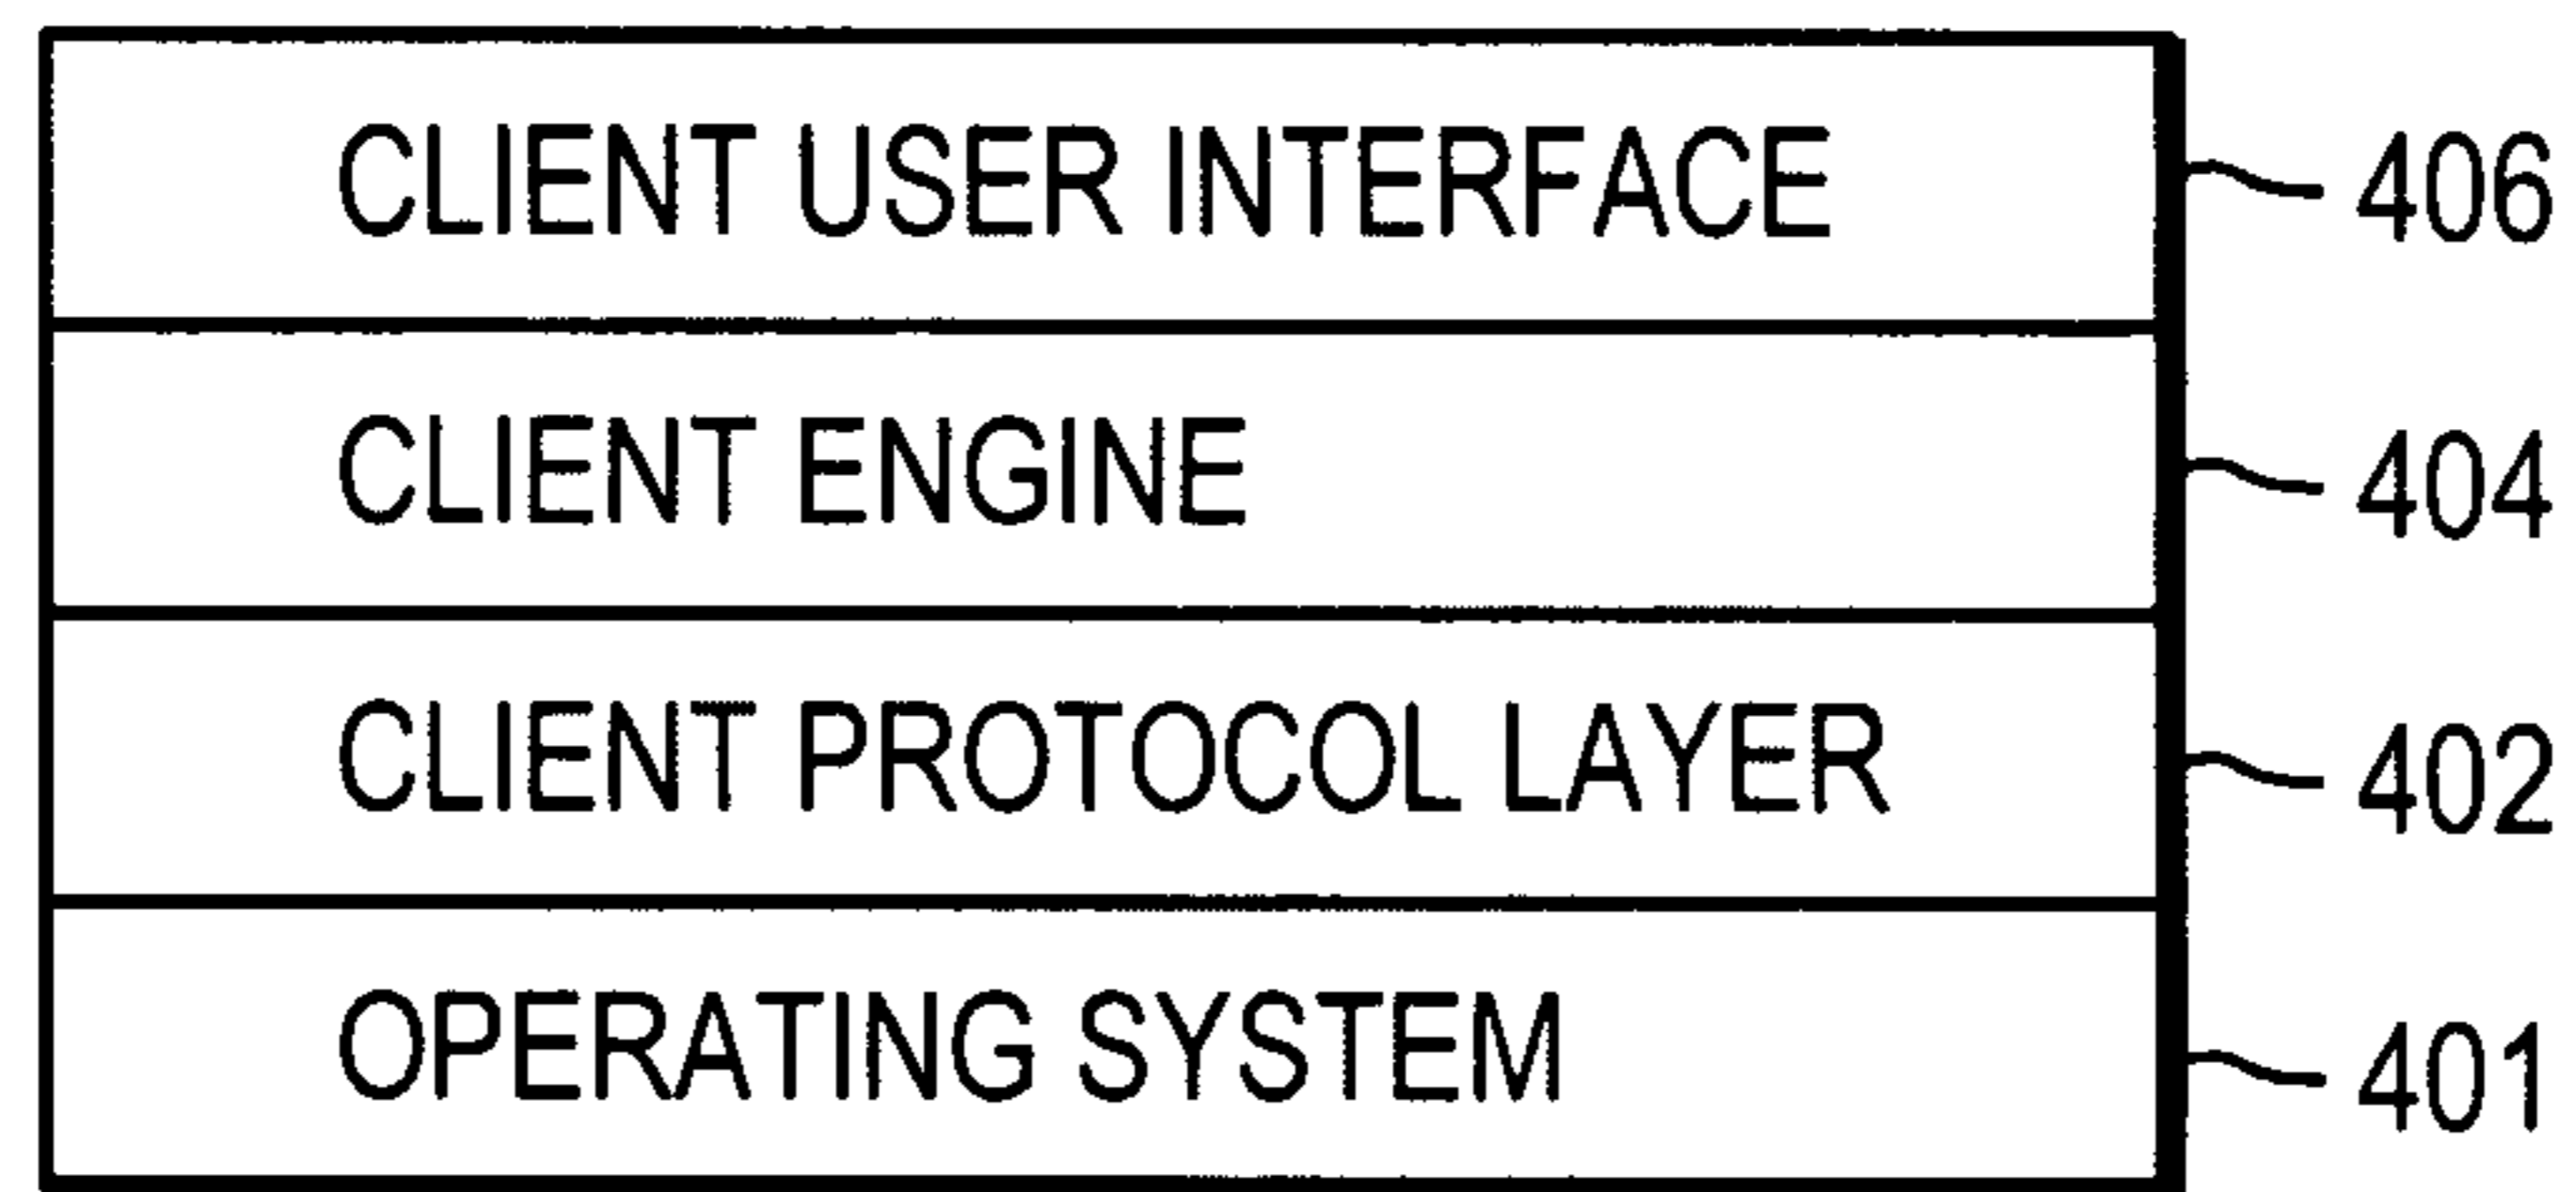 CLIENT USER INTERFACE 406
CLIENT ENGINE 404
CLIENT PROTOCOL LAYER 402
OPERATING SYSTEM 401